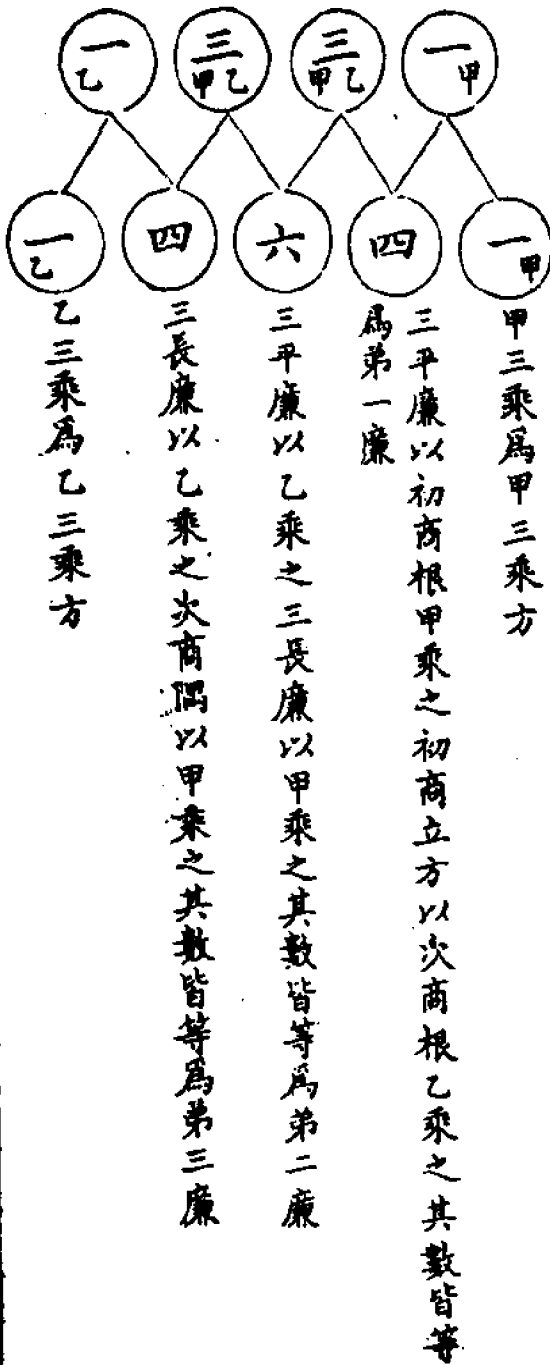 一甲
三甲乙
三甲乙
一乙
一甲
四
六
四
一乙
甲三乘爲甲三乘方
三平廉以初商根甲乘之初商立方以次商根乙乘之其數皆等
爲弟一廉
三平廉以乙乘之三長廉以甲乘之其數皆等爲弟二廉
三長廉以乙乘之次商隅以甲乘之其數皆等爲弟三廉
乙三乘爲乙三乘方